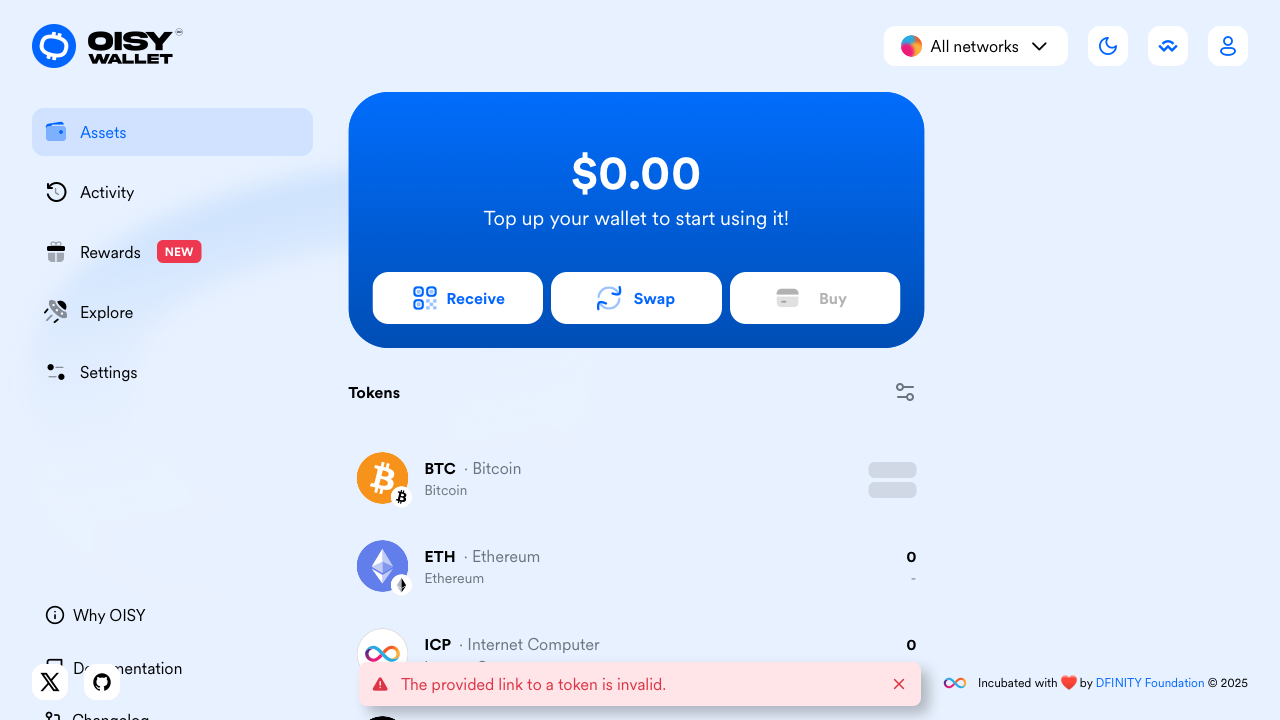 OISY
WALLET
All networks
Assets
Activity
Rewards NEW
Explore
Settings
$0.00
Top up your wallet to start using it!
Receive
Swap
Buy
Tokens
BTC · Bitcoin
Bitcoin
ETH · Ethereum
0
Ethereum
-
ICP · Internet Computer
0
The provided link to a token is invalid.
Why OISY
Documentation
Changelog
Incubated with ❤️ by DFINITY Foundation © 2025